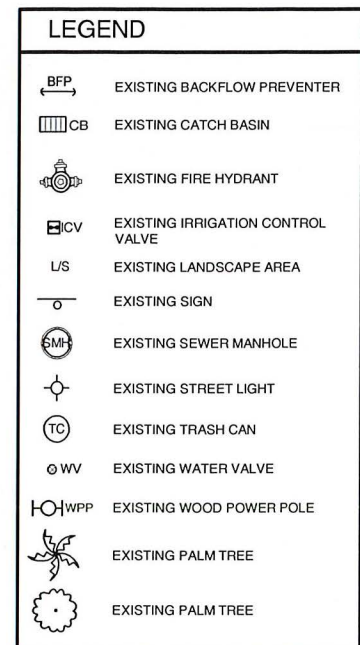 LEGEND
BFP EXISTING BACKFLOW PREVENTER
CB EXISTING CATCH BASIN
EXISTING FIRE HYDRANT
ICV EXISTING IRRIGATION CONTROL
VALVE
L/S EXISTING LANDSCAPE AREA
EXISTING SIGN
SMH EXISTING SEWER MANHOLE
EXISTING STREET LIGHT
TC EXISTING TRASH CAN
WV EXISTING WATER VALVE
WPP EXISTING WOOD POWER POLE
EXISTING PALM TREE
EXISTING PALM TREE